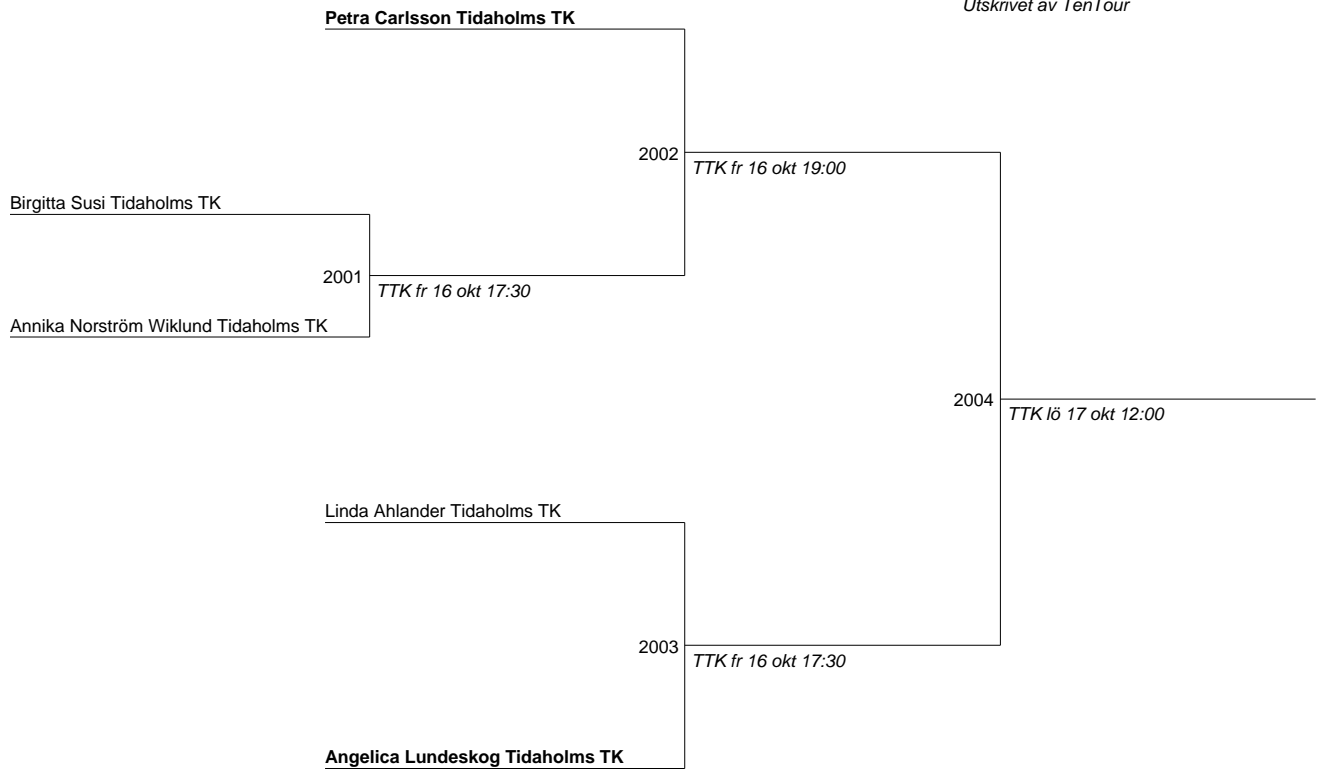 Utskrivet av TenTour
Petra Carlsson Tidaholms TK
2002
TTK fr 16 okt 19:00
Birgitta Susi Tidaholms TK
2001
TTK fr 16 okt 17:30
Annika Norström Wiklund Tidaholms TK
2004
TTK lö 17 okt 12:00
Linda Ahlander Tidaholms TK
2003
TTK fr 16 okt 17:30
Angelica Lundeskog Tidaholms TK